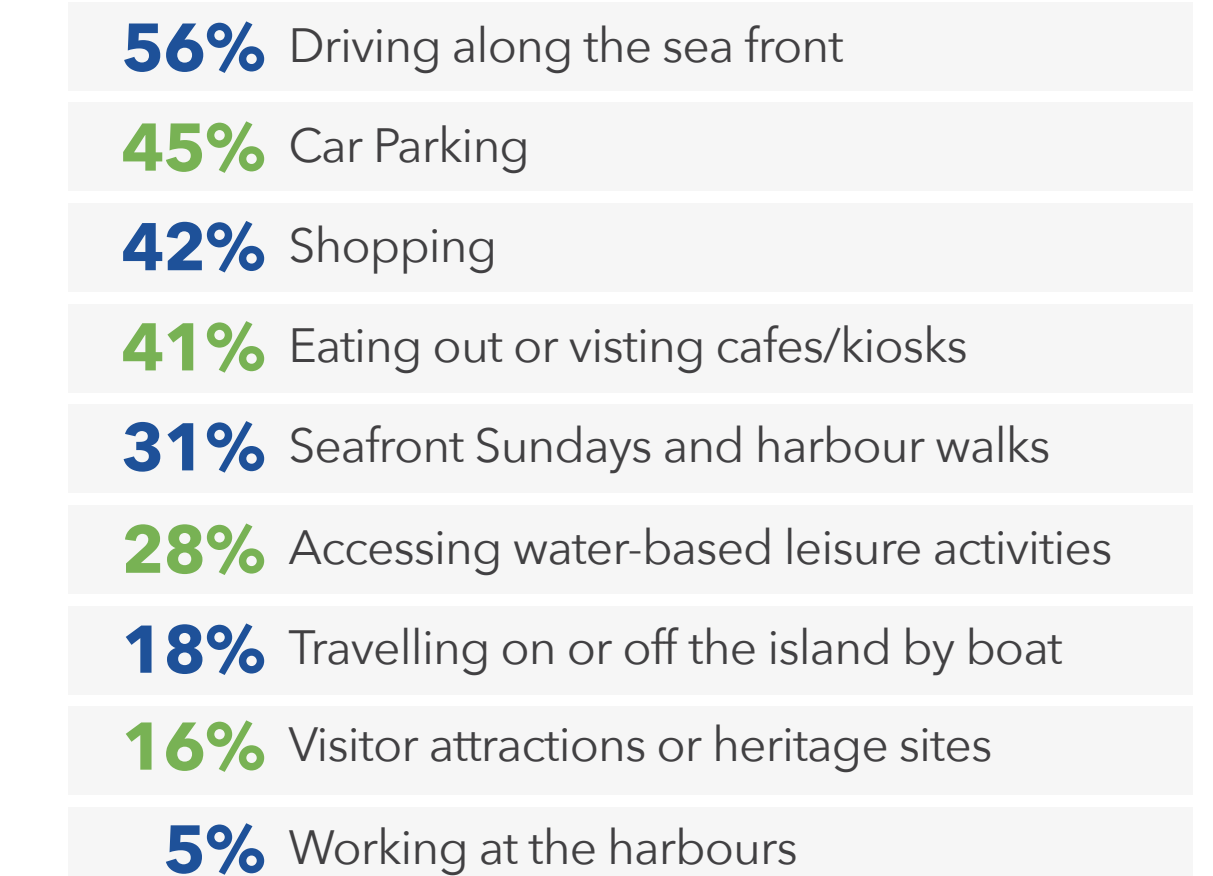 56% Driving along the sea front
45% Car Parking
42% Shopping
41% Eating out or visting cafes/kiosks
31% Seafront Sundays and harbour walks
28% Accessing water-based leisure activities
18% Travelling on or off the island by boat
16% Visitor attractions or heritage sites
5% Working at the harbours